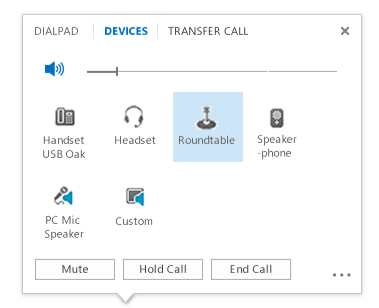 DIALPAD DEVICES TRANSFER CALL
Handset Headset Roundtable Speaker
USB Oak -phone
PC Mic Custom
Speaker
Mute Hold Call End Call